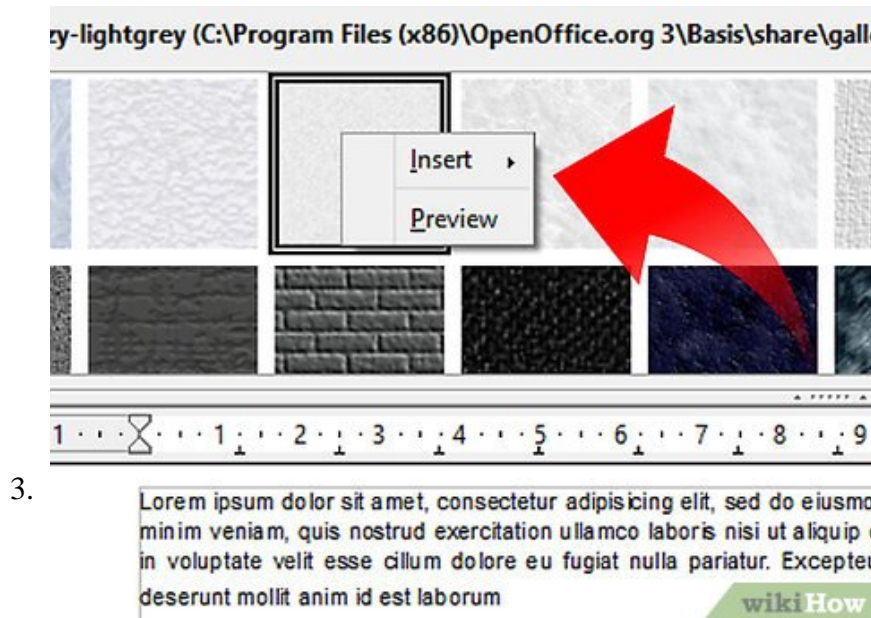 zy-lightgrey (C:\Program Files (x86)\OpenOffice.org 3\Basis\share\gall
Insert
Preview
1 1 2 3 4 5 6 7 8 9
3.
Lorem ipsum dolor sit amet, consectetur adipisicing elit, sed do eiusmo
minim veniam, quis nostrud exercitation ullamco laboris nisi ut aliquip
in voluptate velit esse cillum dolore eu fugiat nulla pariatur. Excepteu
deserunt mollit anim id est laborum
wikiHow